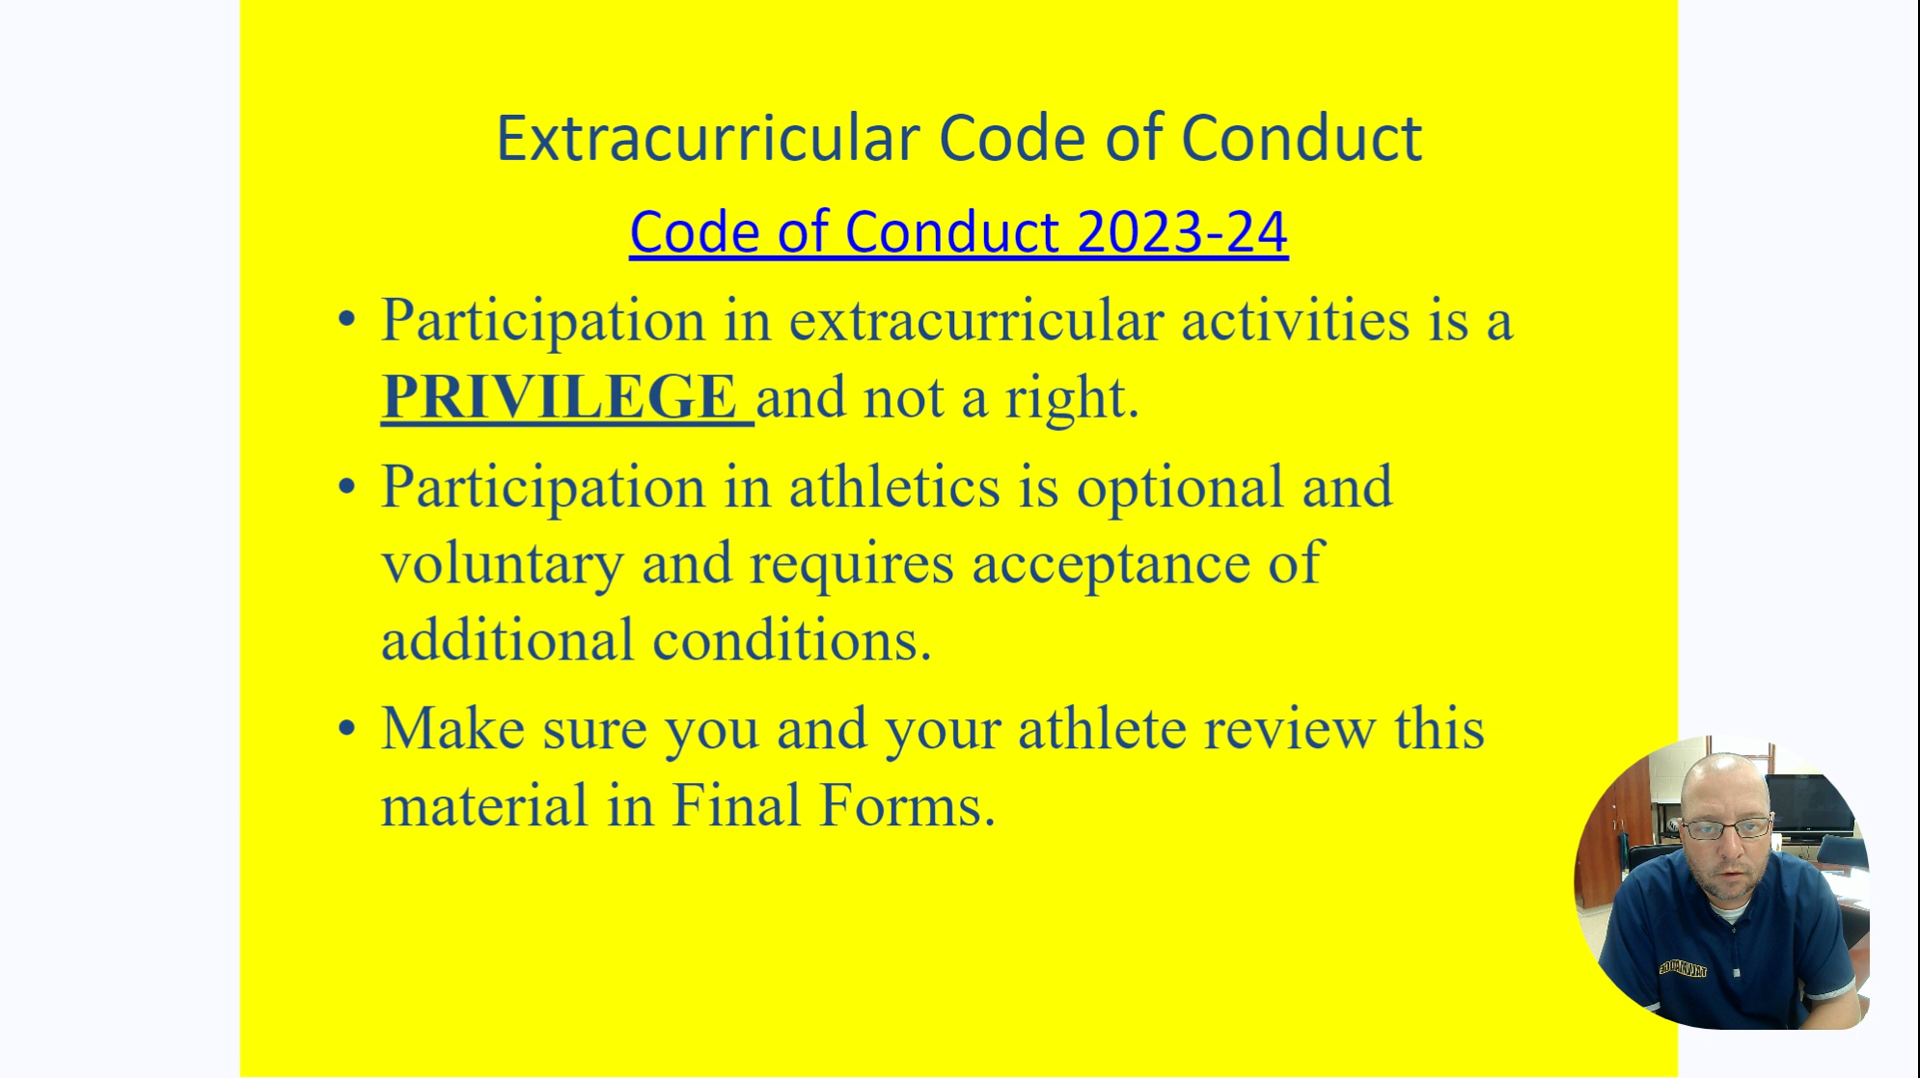 Extracurricular Code of Conduct
Code of Conduct 2023-24
• Participation in extracurricular activities is a
PRIVILEGE and not a right.
• Participation in athletics is optional and
voluntary and requires acceptance of
additional conditions.
• Make sure you and your athlete review this
material in Final Forms.